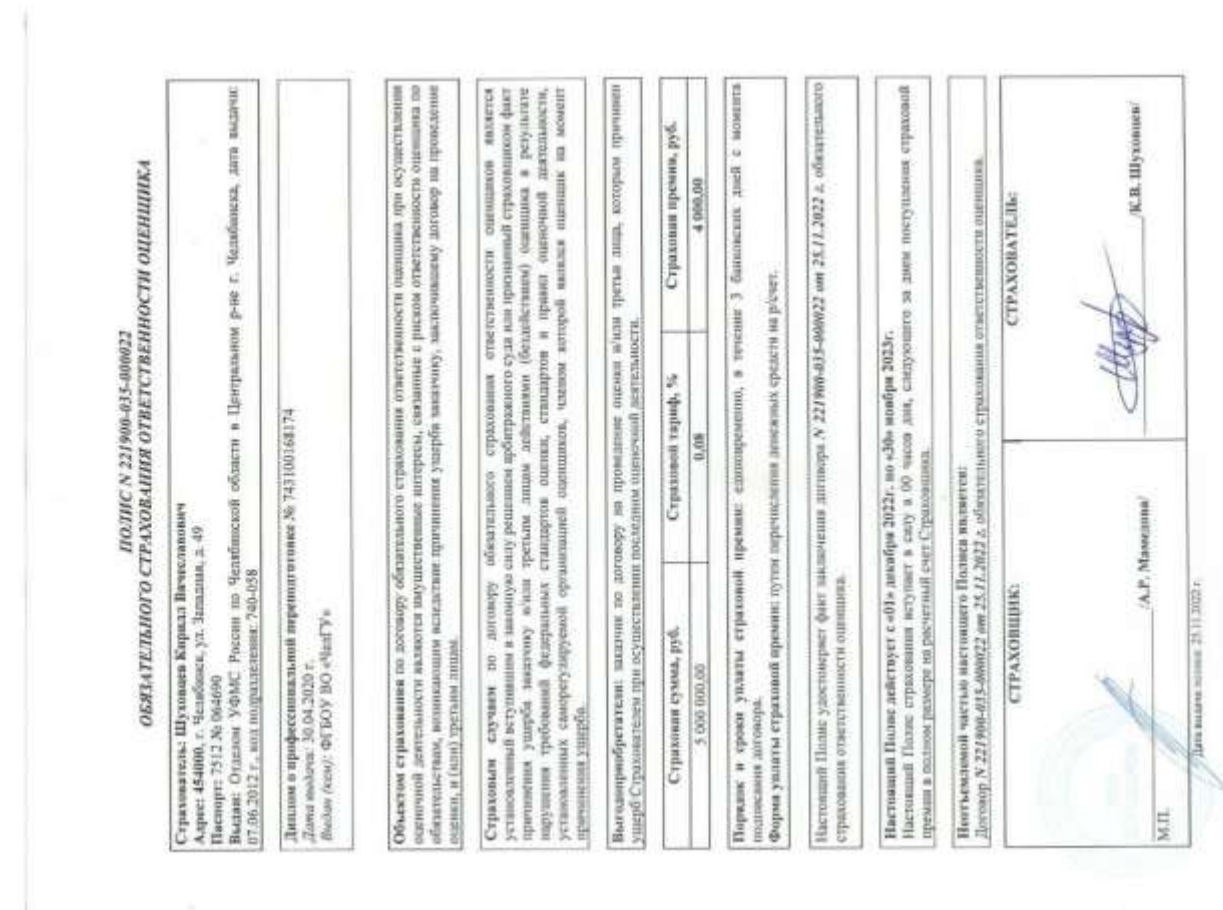 ПОЛИС N 221900-035-000022
ОБЯЗАТЕЛЬНОГО СТРАХОВАНИЯ ОТВЕТСТВЕННОСТИ ОЦЕНЩИКА
Страхователь: Шуховцев Кирилл Вячеславович
Адрес: 454000, г. Челябинск, ул. Западная, д. 49
Паспорт: 7512 № 064690
Выдан: Отделом УФМС России по Челябинской области в Центральном р-не г. Челябинска, дата выдачи:
07.06.2012 г., код подразделения: 740-058
Диплом о профессиональной переподготовке № 743100168174
Дата выдачи: 30.04.2020 г.
Выдан (кем): ФГБОУ ВО «ЧелГУ»
Объектом страхования по договору обязательного страхования ответственности оценщика при осуществлении
оценочной деятельности являются имущественные интересы, связанные с риском ответственности оценщика по
обязательствам, возникающим вследствие причинения ущерба заказчику, заключившему договор на проведение
оценки, и (или) третьим лицам.
Страховым случаем по договору обязательного страхования ответственности оценщиков является
установленный вступившим в законную силу решением арбитражного суда или признанный страховщиком факт
причинения ущерба заказчику и/или третьим лицам действиями (бездействием) оценщика в результате
нарушения требований федеральных стандартов оценки, стандартов и правил оценочной деятельности,
установленных саморегулируемой организацией оценщиков, членом которой являлся оценщик на момент
причинения ущерба.
Выгодоприобретатели: заказчик по договору на проведение оценки и/или третьи лица, которым причинен
ущерб Страхователем при осуществлении последним оценочной деятельности.
Страховая сумма, руб. Страховой тариф, % Страховая премия, руб.
5 000 000,00 0,08 4 000,00
Порядок и сроки уплаты страховой премии: единовременно, в течение 3 банковских дней с момента
подписания договора.
Форма уплаты страховой премии: путем перечисления денежных средств на р/счет.
Настоящий Полис удостоверяет факт заключения договора N 221900-035-000022 от 25.11.2022 г. обязательного
страхования ответственности оценщика.
Настоящий Полис действует с «01» декабря 2022г. по «30» ноября 2023г.
Настоящий Полис страхования вступает в силу в 00 часов дня, следующего за днем поступления страховой
премии в полном размере на расчетный счет Страховщика.
Неотъемлемой частью настоящего Полиса является:
Договор N 221900-035-000022 от 25.11.2022 г. обязательного страхования ответственности оценщика.
СТРАХОВЩИК: СТРАХОВАТЕЛЬ:
/А.Р. Мамедова/ /К.В. Шуховцев/
М.П.
Дата выдачи полиса: 25.11.2022 г.